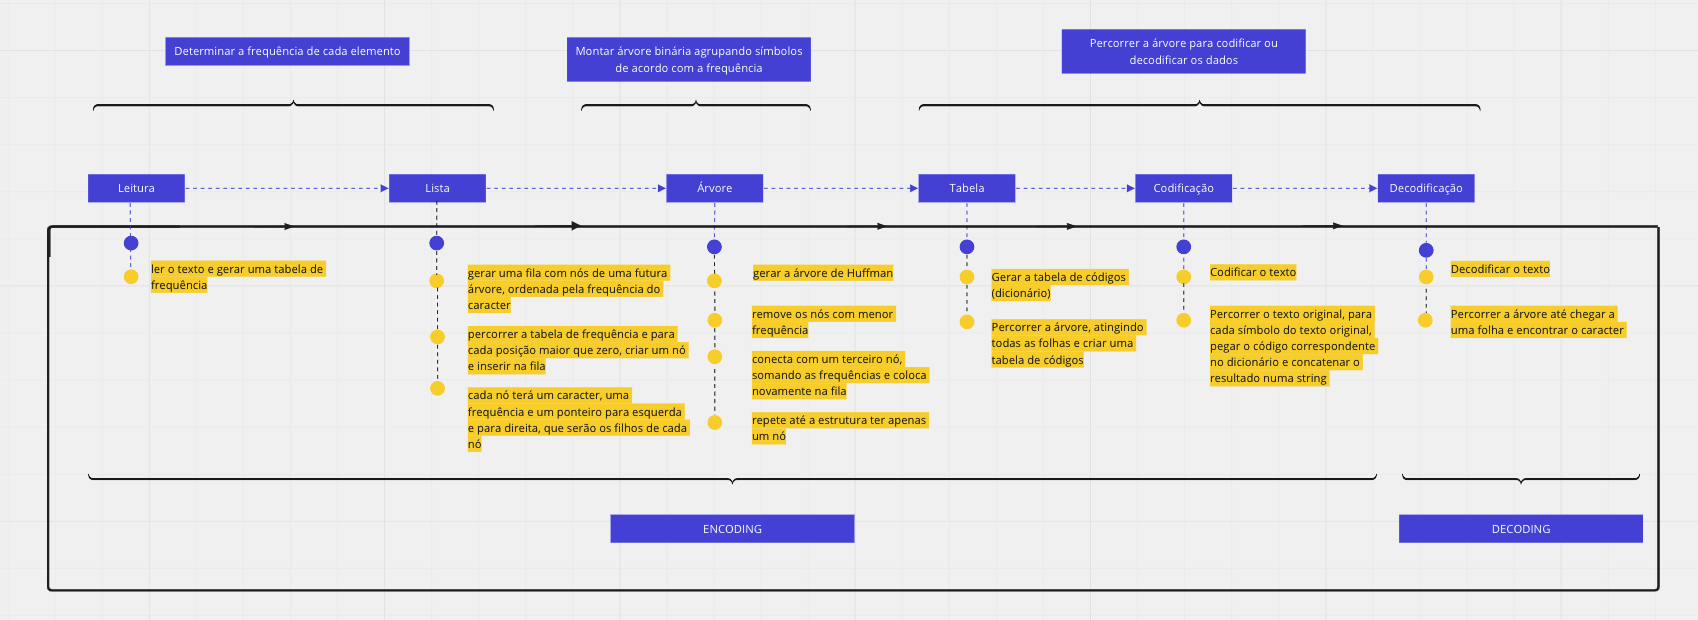 Determinar a frequência de cada elemento
Montar árvore binária agrupando símbolos
de acordo com a frequência
Percorrer a árvore para codificar ou
decodificar os dados
Leitura
Lista
Árvore
Tabela
Codificação
Decodificação
ler o texto e gerar uma tabela de
frequência
gerar uma fila com nós de uma futura
árvore, ordenada pela frequência do
caracter
percorrer a tabela de frequência e para
cada posição maior que zero, criar um nó
e inserir na fila
cada nó terá um caracter, uma
frequência e um ponteiro para esquerda
e para direita, que serão os filhos de cada
nó
gerar a árvore de Huffman
remove os nós com menor
frequência
conecta com um terceiro nó,
somando as frequências e coloca
novamente na fila
repete até a estrutura ter apenas
um nó
Gerar a tabela de códigos
(dicionário)
Percorrer a árvore, atingindo
todas as folhas e criar uma
tabela de códigos
Codificar o texto
Percorrer o texto original, para
cada símbolo do texto original,
pegar o código correspondente
no dicionário e concatenar o
resultado numa string
Decodificar o texto
Percorrer a árvore até chegar a
uma folha e encontrar o caracter
ENCODING
DECODING